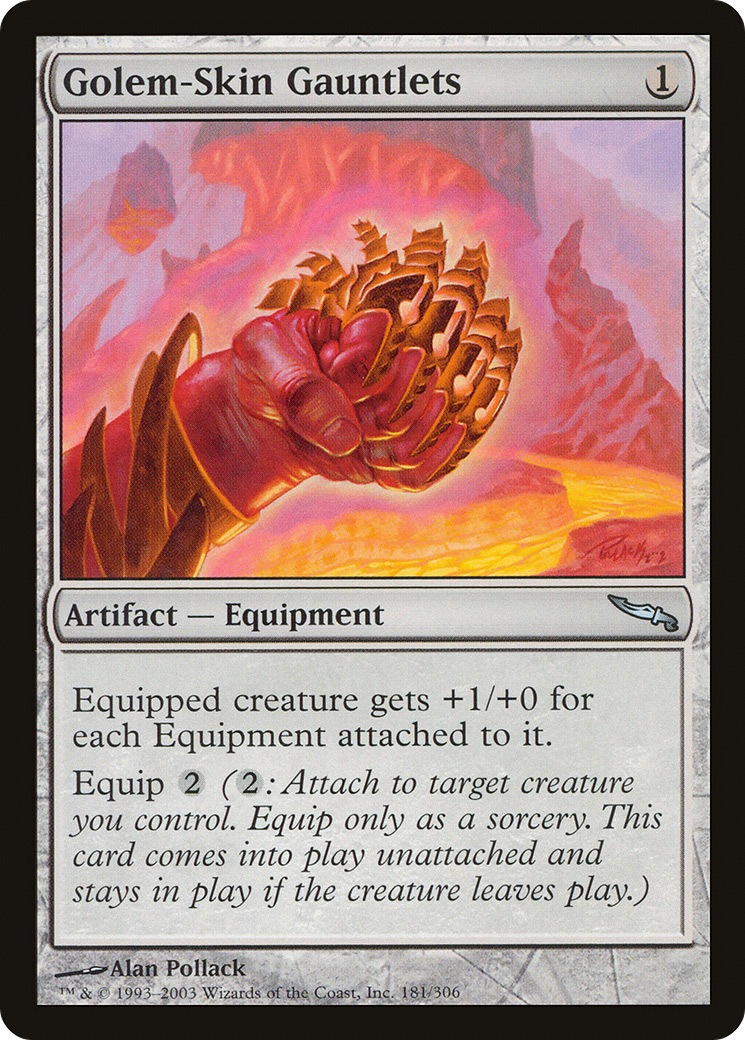 Golem-Skin Gauntlets 1
Artifact — Equipment
Equipped creature gets +1/+0 for
each Equipment attached to it.
Equip 2 (2: Attach to target creature
you control. Equip only as a sorcery. This
card comes into play unattached and
stays in play if the creature leaves play.)
Alan Pollack
™ & © 1993–2003 Wizards of the Coast, Inc. 181/306